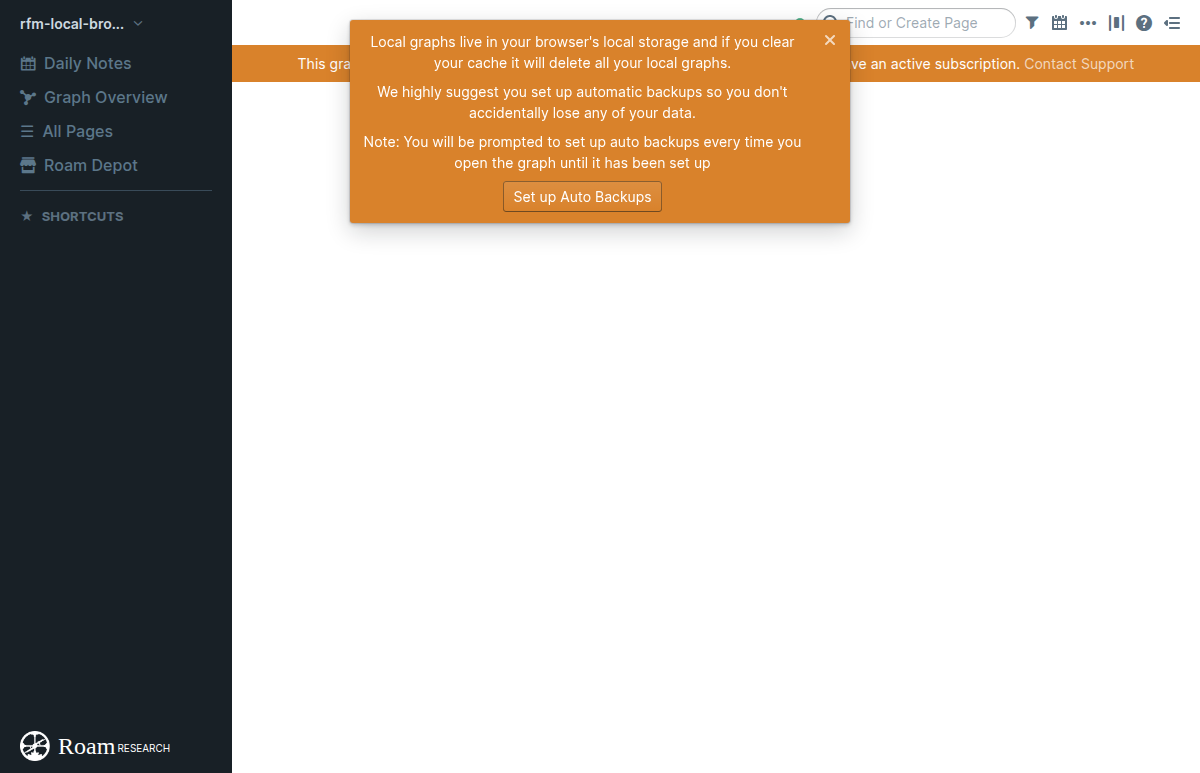 rfm-local-bro...
Daily Notes
Graph Overview
All Pages
Roam Depot
SHORTCUTS
Find or Create Page
Local graphs live in your browser's local storage and if you clear
your cache it will delete all your local graphs.
We highly suggest you set up automatic backups so you don't
accidentally lose any of your data.
Note: You will be prompted to set up auto backups every time you
open the graph until it has been set up
Set up Auto Backups
This an active subscription. Contact Support
Roam RESEARCH